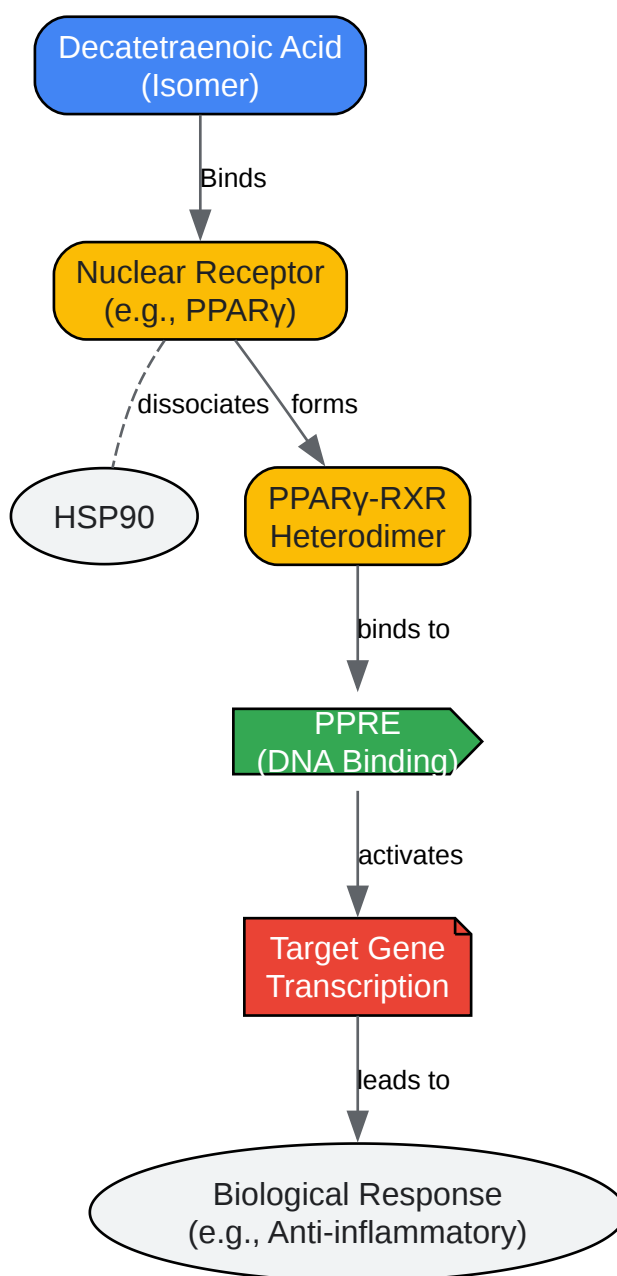 Decatetraenoic Acid
(Isomer)
Binds
Nuclear Receptor
(e.g., PPARγ)
dissociates
forms
HSP90
PPARγ-RXR
Heterodimer
binds to
PPRE
(DNA Binding)
activates
Target Gene
Transcription
leads to
Biological Response
(e.g., Anti-inflammatory)